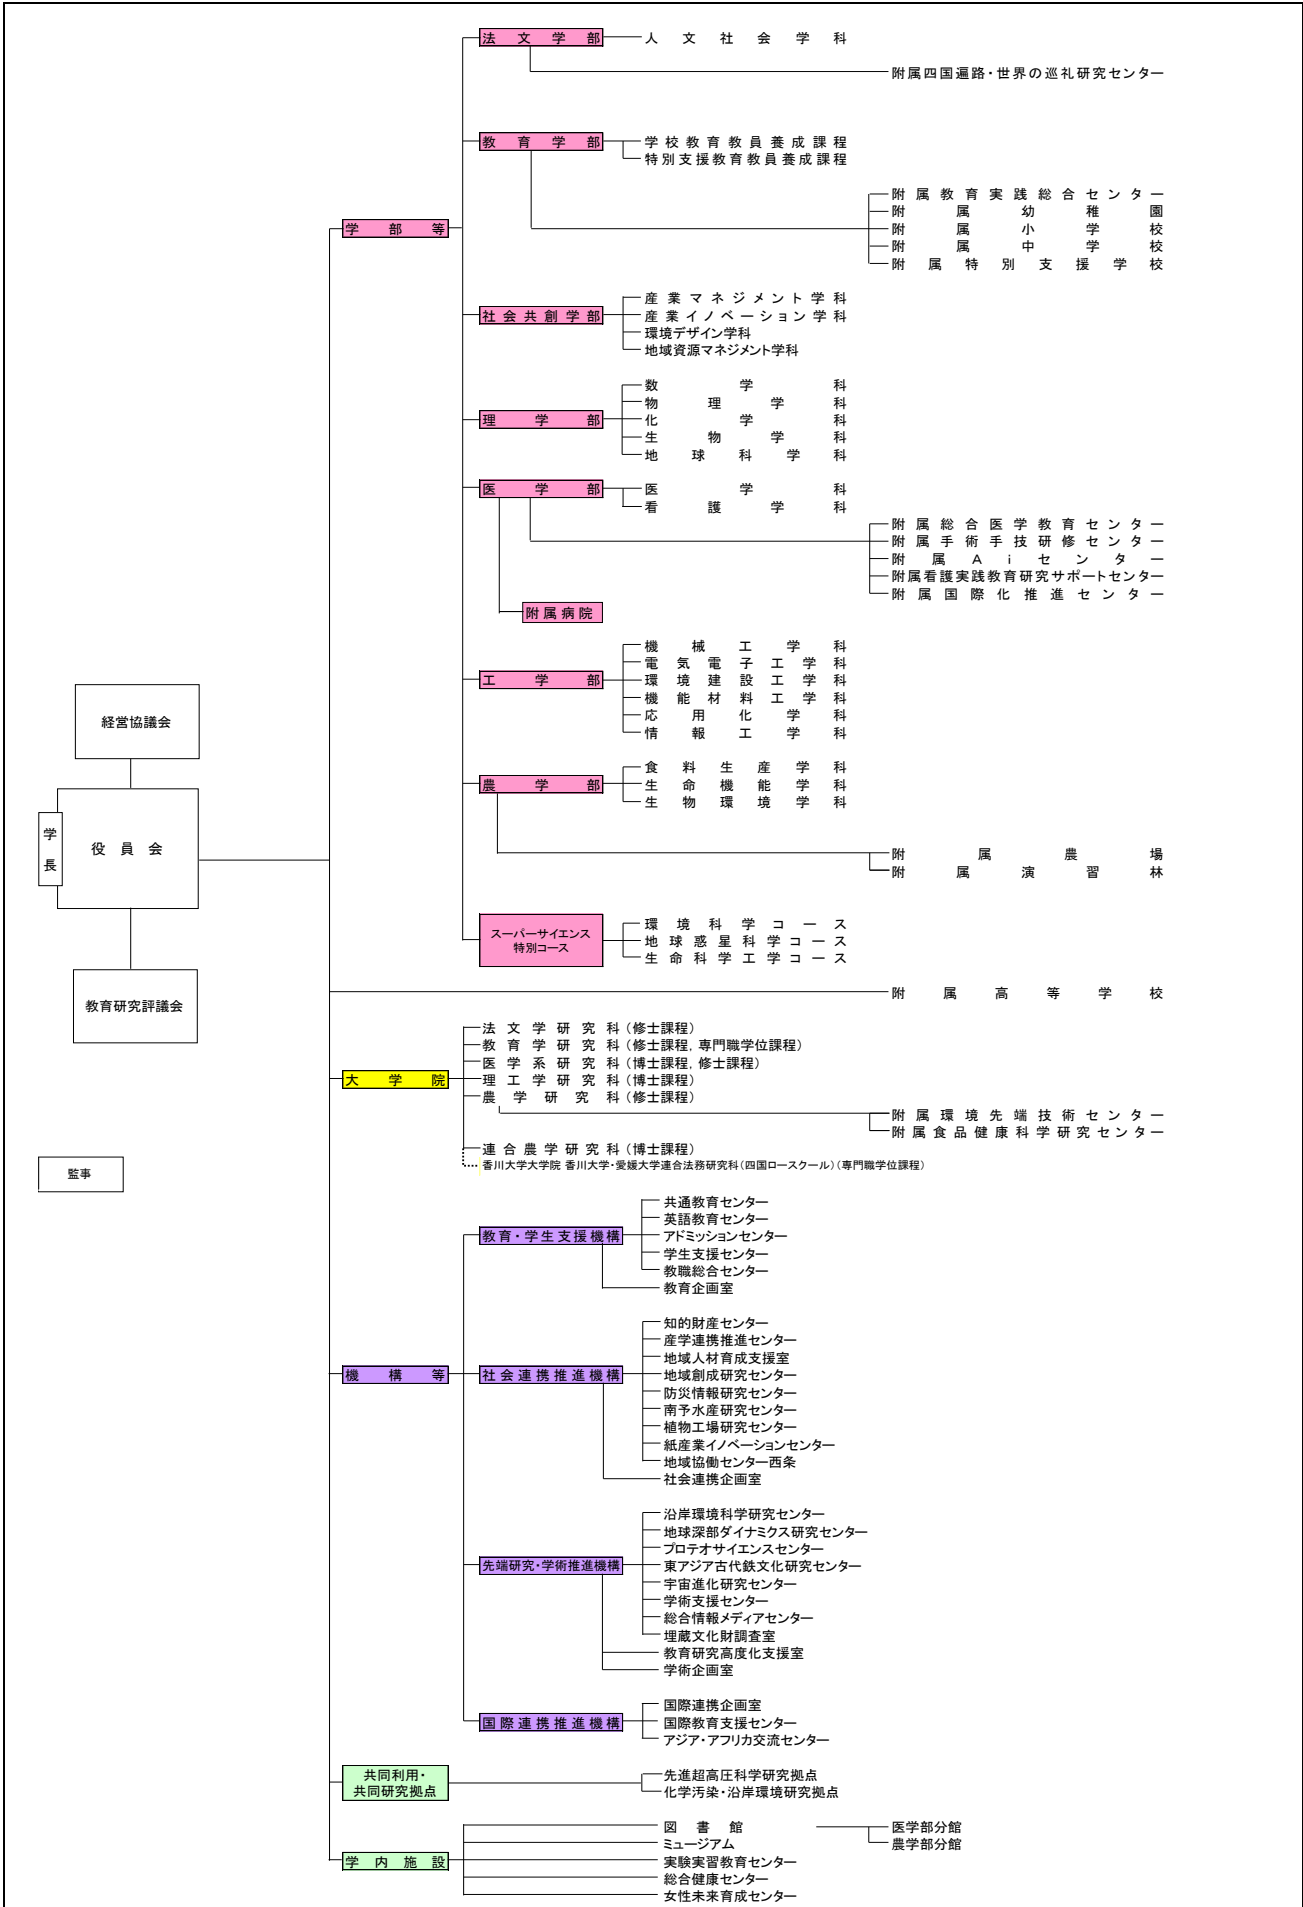 法文学部
人文社会学科
附属四国遍路・世界の巡礼研究センター
教育学部
学校教育教員養成課程
特別支援教育教員養成課程
附属教育実践総合センター
附属幼稚園
学部等
附属小学校
附属中学校
附属特別支援学校
社会共創学部
産業マネジメント学科
産業イノベーション学科
環境デザイン学科
地域資源マネジメント学科
理学部
数学科
物理学科
化学科
生物学科
地球科学科
医学部
医学科
看護学科
附属総合医学教育センター
附属手術手技研修センター
附属Aiセンター
附属看護実践教育研究サポートセンター
附属国際化推進センター
附属病院
工学部
機械工学科
電気電子工学科
環境建設工学科
機能材料工学科
応用化学科
情報工学科
経営協議会
学長
役員会
教育研究評議会
監事
農学部
食料生産学科
生命機能学科
生物環境学科
附属農場
附属演習林
スーパーサイエンス
特別コース
環境科学コース
地球惑星科学コース
生命科学工学コース
附属高等学校
大学院
法文学研究科(修士課程)
教育学研究科(修士課程, 専門職学位課程)
医学系研究科(博士課程, 修士課程)
理工学研究科(博士課程)
農学研究科(修士課程)
附属環境先端技術センター
附属食品健康科学研究センター
連合農学研究科(博士課程)
香川大学大学院 香川大学・愛媛大学連合法務研究科(四国ロースクール)(専門職学位課程)
機構等
教育・学生支援機構
共通教育センター
英語教育センター
アドミッションセンター
学生支援センター
教職総合センター
教育企画室
社会連携推進機構
知的財産センター
産学連携推進センター
地域人材育成支援室
地域創成研究センター
防災情報研究センター
南予水産研究センター
植物工場研究センター
紙産業イノベーションセンター
地域協働センター西条
社会連携企画室
先端研究・学術推進機構
沿岸環境科学研究センター
地球深部ダイナミクス研究センター
プロテオサイエンスセンター
東アジア古代鉄文化研究センター
宇宙進化研究センター
学術支援センター
総合情報メディアセンター
埋蔵文化財調査室
教育研究高度化支援室
学術企画室
国際連携推進機構
国際連携企画室
国際教育支援センター
アジア・アフリカ交流センター
共同利用・
共同研究拠点
先進超高圧科学研究拠点
化学汚染・沿岸環境研究拠点
学内施設
図書館
医学部分館
農学部分館
ミュージアム
実験実習教育センター
総合健康センター
女性未来育成センター